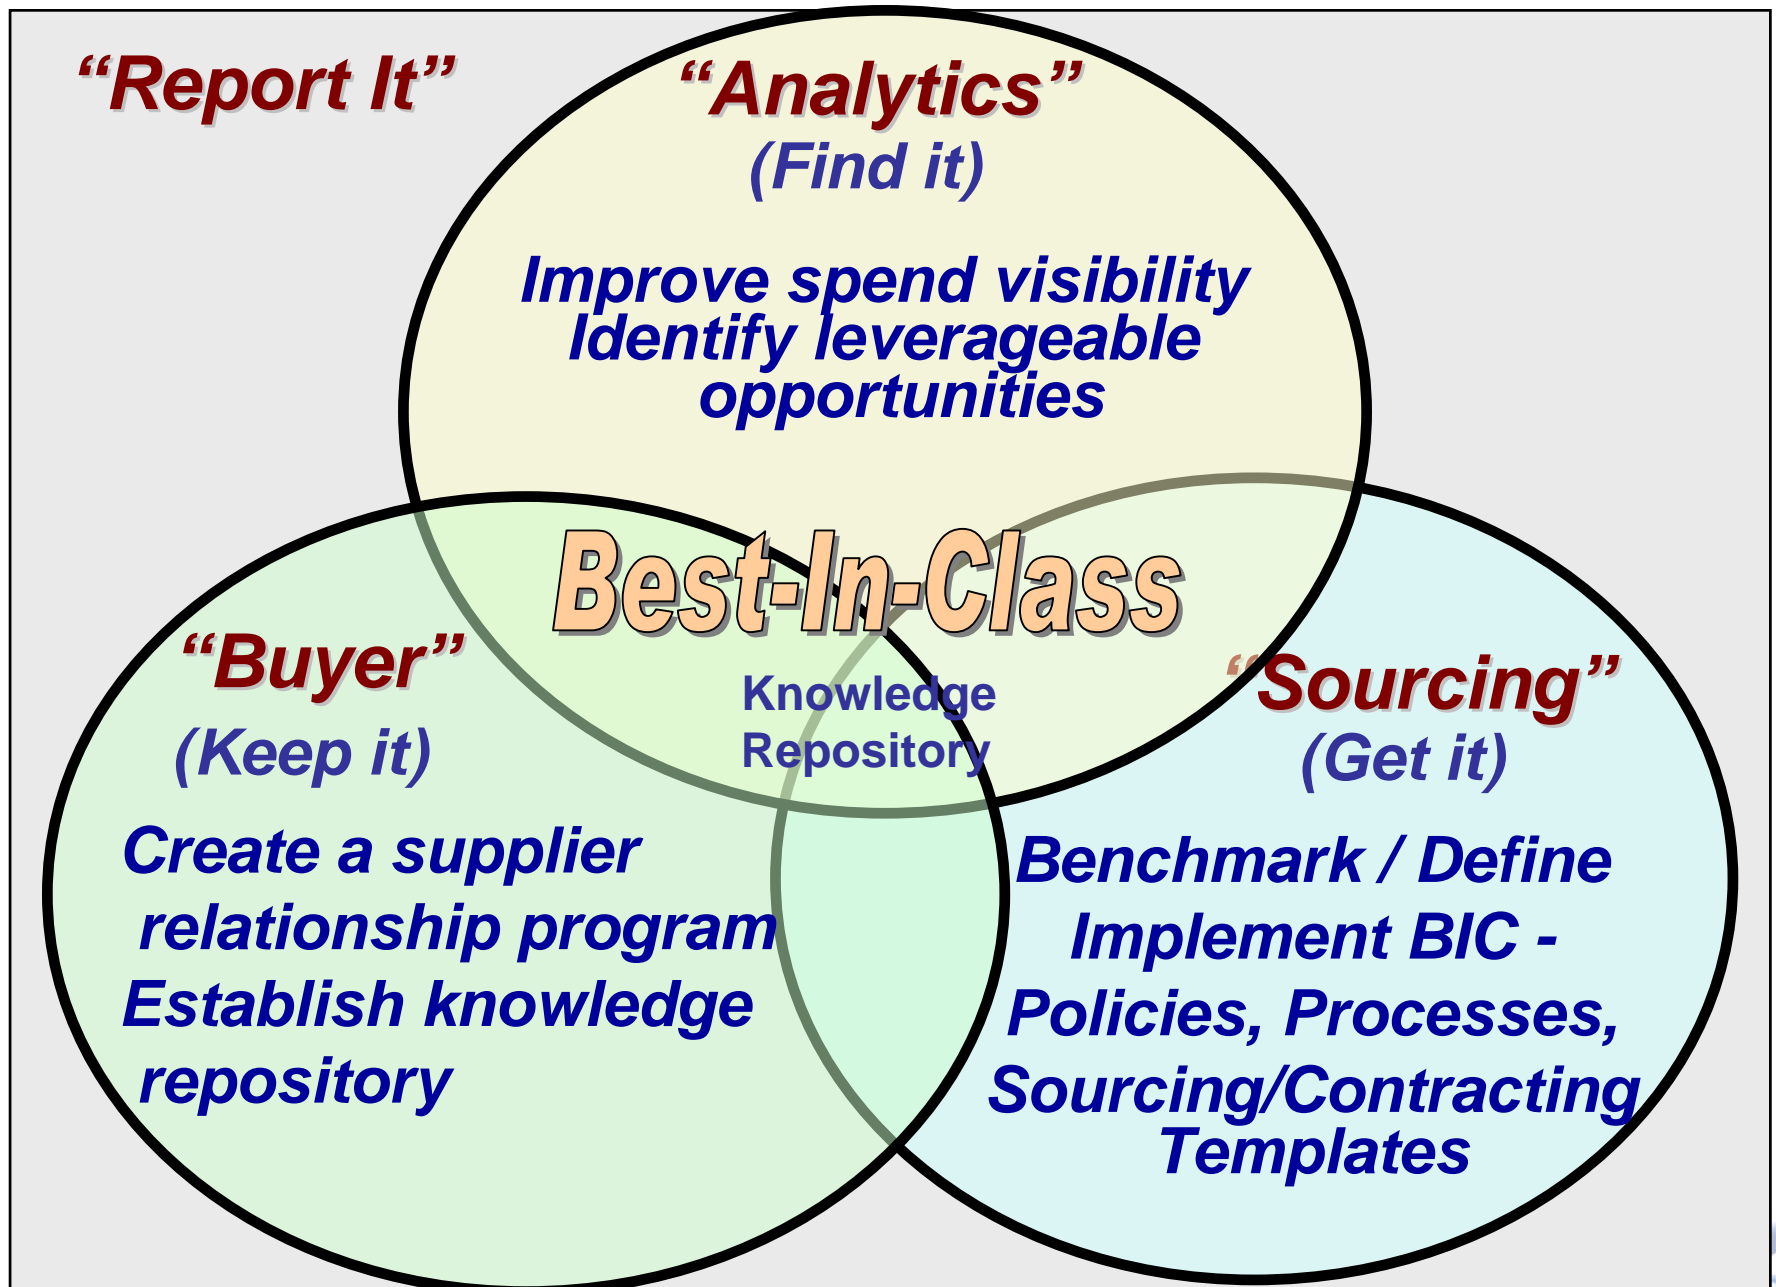 “Report It”
“Analytics”
(Find it)
Improve spend visibility
Identify leverageable
opportunities
Best-In-Class
Knowledge
Repository
“Buyer”
(Keep it)
Create a supplier
relationship program
Establish knowledge
repository
“Sourcing”
(Get it)
Benchmark / Define
Implement BIC -
Policies, Processes,
Sourcing/Contracting
Templates